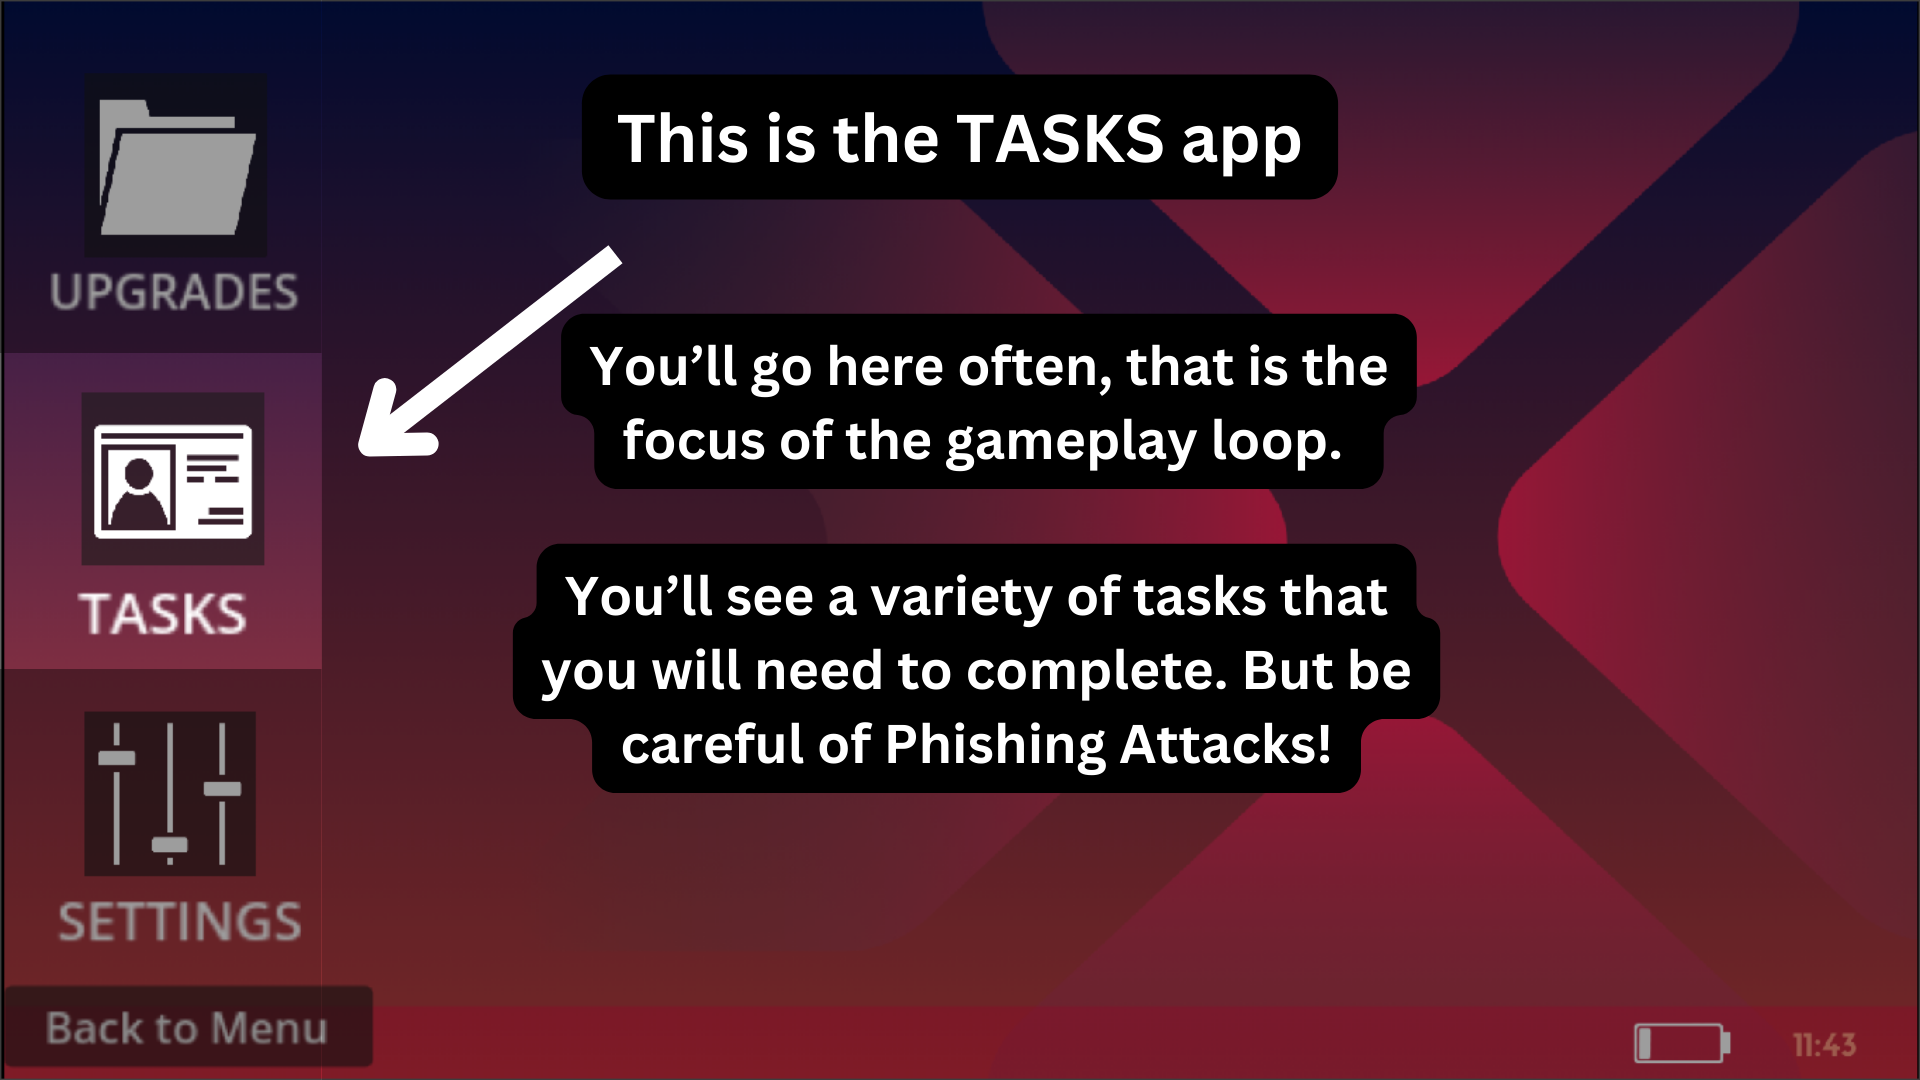 This is the TASKS app
UPGRADES
You’ll go here often, that is the
focus of the gameplay loop.
TASKS
You’ll see a variety of tasks that
you will need to complete. But be
careful of Phishing Attacks!
SETTINGS
Back to Menu
11:43